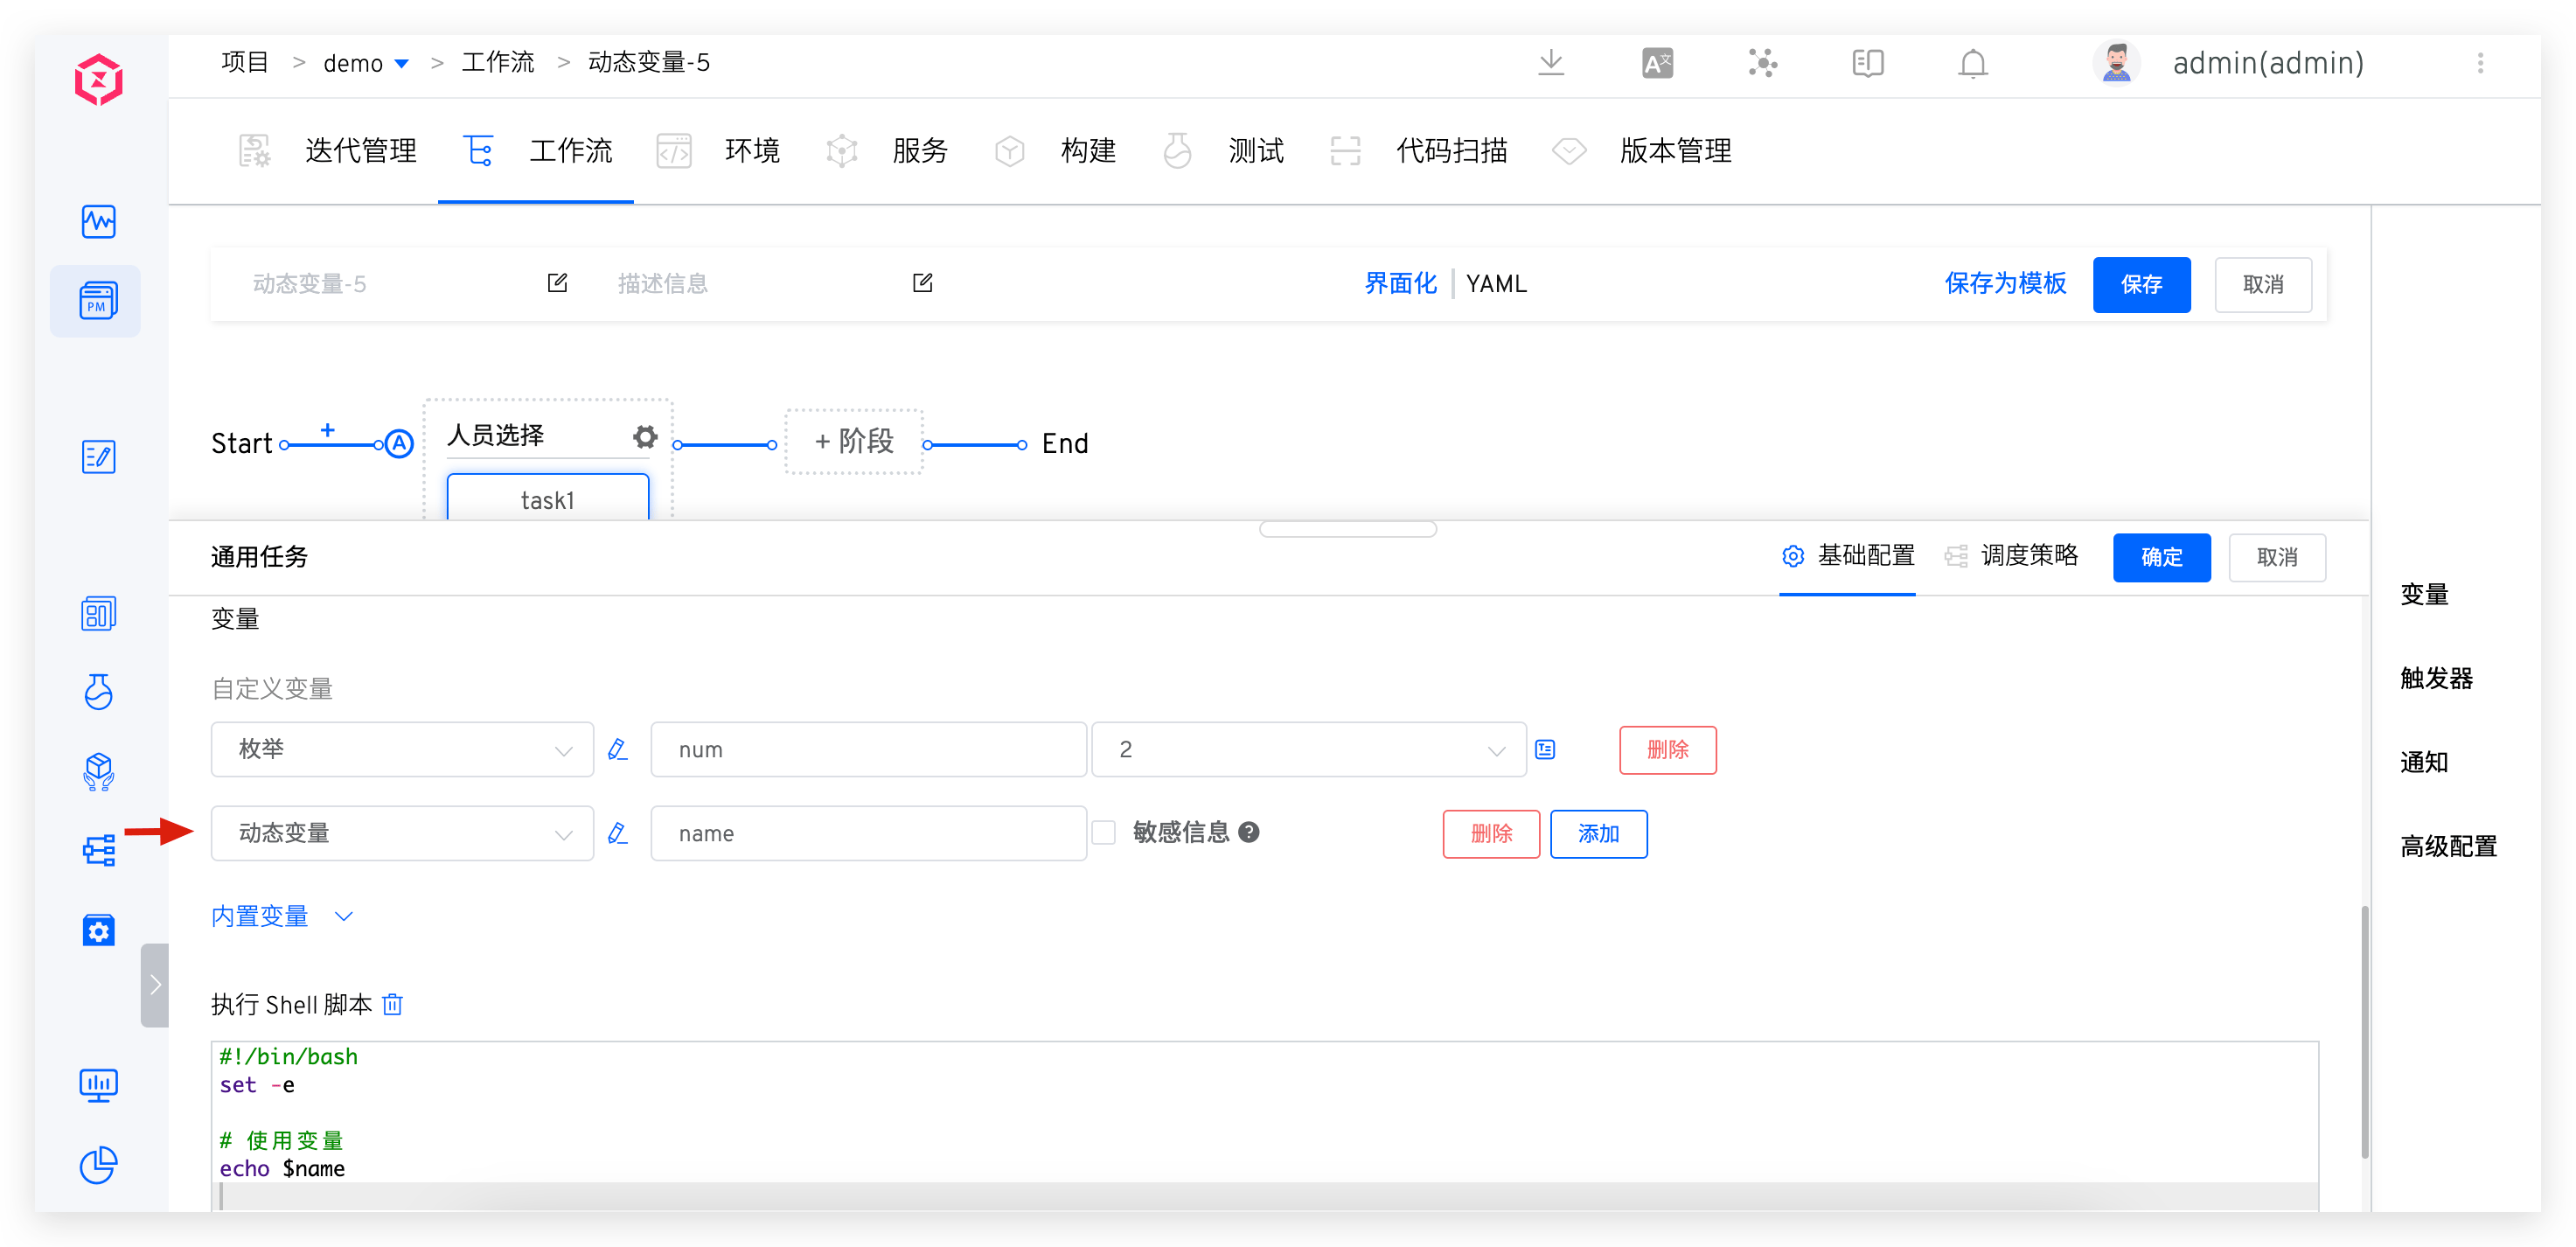 项目 > demo > 工作流 > 动态变量-5
admin(admin)
迭代管理 工作流 环境 服务 构建 测试 代码扫描 版本管理
PM
动态变量-5 描述信息 界面化 YAML 保存为模板 保存 取消
Start + A 人员选择 + 阶段 End
task1
通用任务 基础配置 调度策略 确定 取消
变量
自定义变量
枚举 num 2 删除
动态变量 name 敏感信息 ? 删除 添加
内置变量
执行 Shell 脚本
#!/bin/bash
set -e
# 使用变量
echo $name
变量
触发器
通知
高级配置